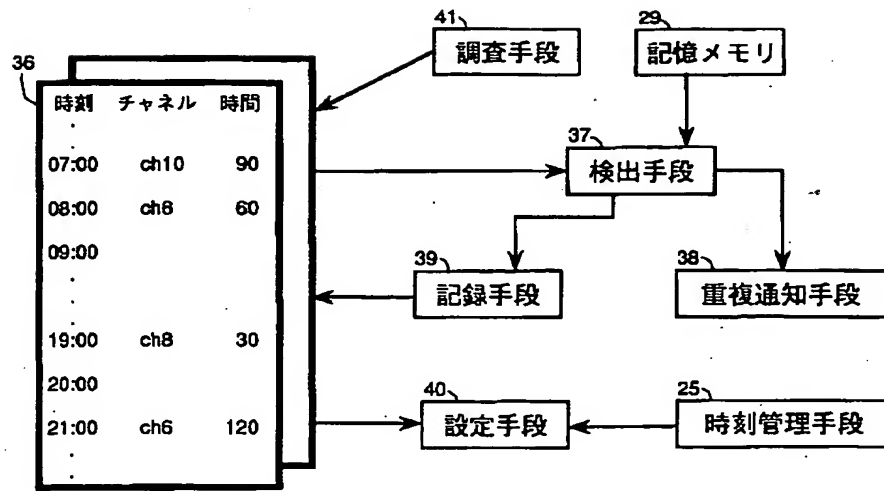 36
時刻 チャネル 時間
07:00 ch10 90
08:00 ch6 60
09:00
19:00 ch8 30
20:00
21:00 ch6 120
41
調査手段
29
記憶メモリ
37
検出手段
39
記録手段
38
重複通知手段
40
設定手段
25
時刻管理手段